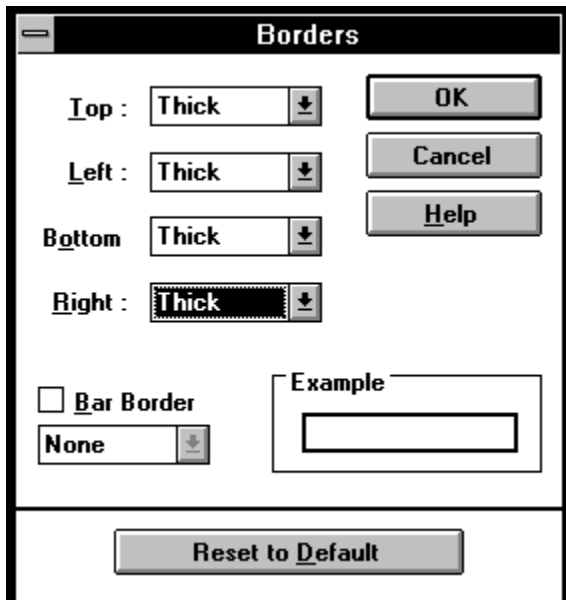 Borders
Top : Thick
OK
Left : Thick
Cancel
Bottom Thick
Help
Right : Thick
Bar Border
None
Example
Reset to Default